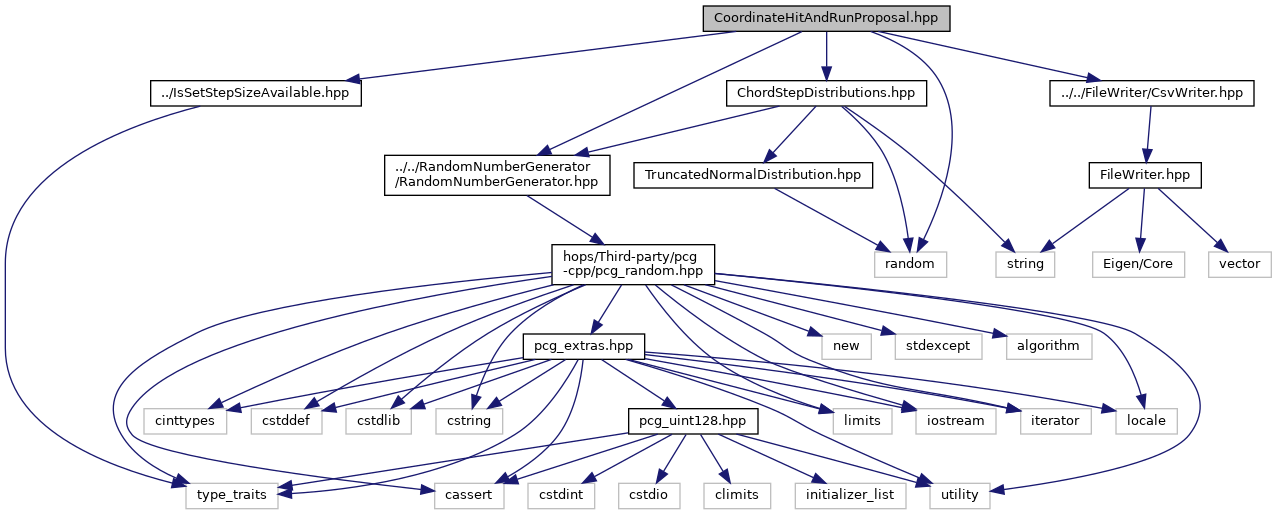 CoordinateHitAndRunProposal.hpp
../IsSetStepSizeAvailable.hpp
ChordStepDistributions.hpp
../../FileWriter/CsvWriter.hpp
../../RandomNumberGenerator
/RandomNumberGenerator.hpp
TruncatedNormalDistribution.hpp
FileWriter.hpp
hops/Third-party/pcg
-cpp/pcg_random.hpp
random
string
Eigen/Core
vector
pcg_extras.hpp
new
stdexcept
algorithm
cinttypes
cstddef
cstdlib
cstring
pcg_uint128.hpp
limits
iostream
iterator
locale
type_traits
cassert
cstdint
cstdio
climits
initializer_list
utility